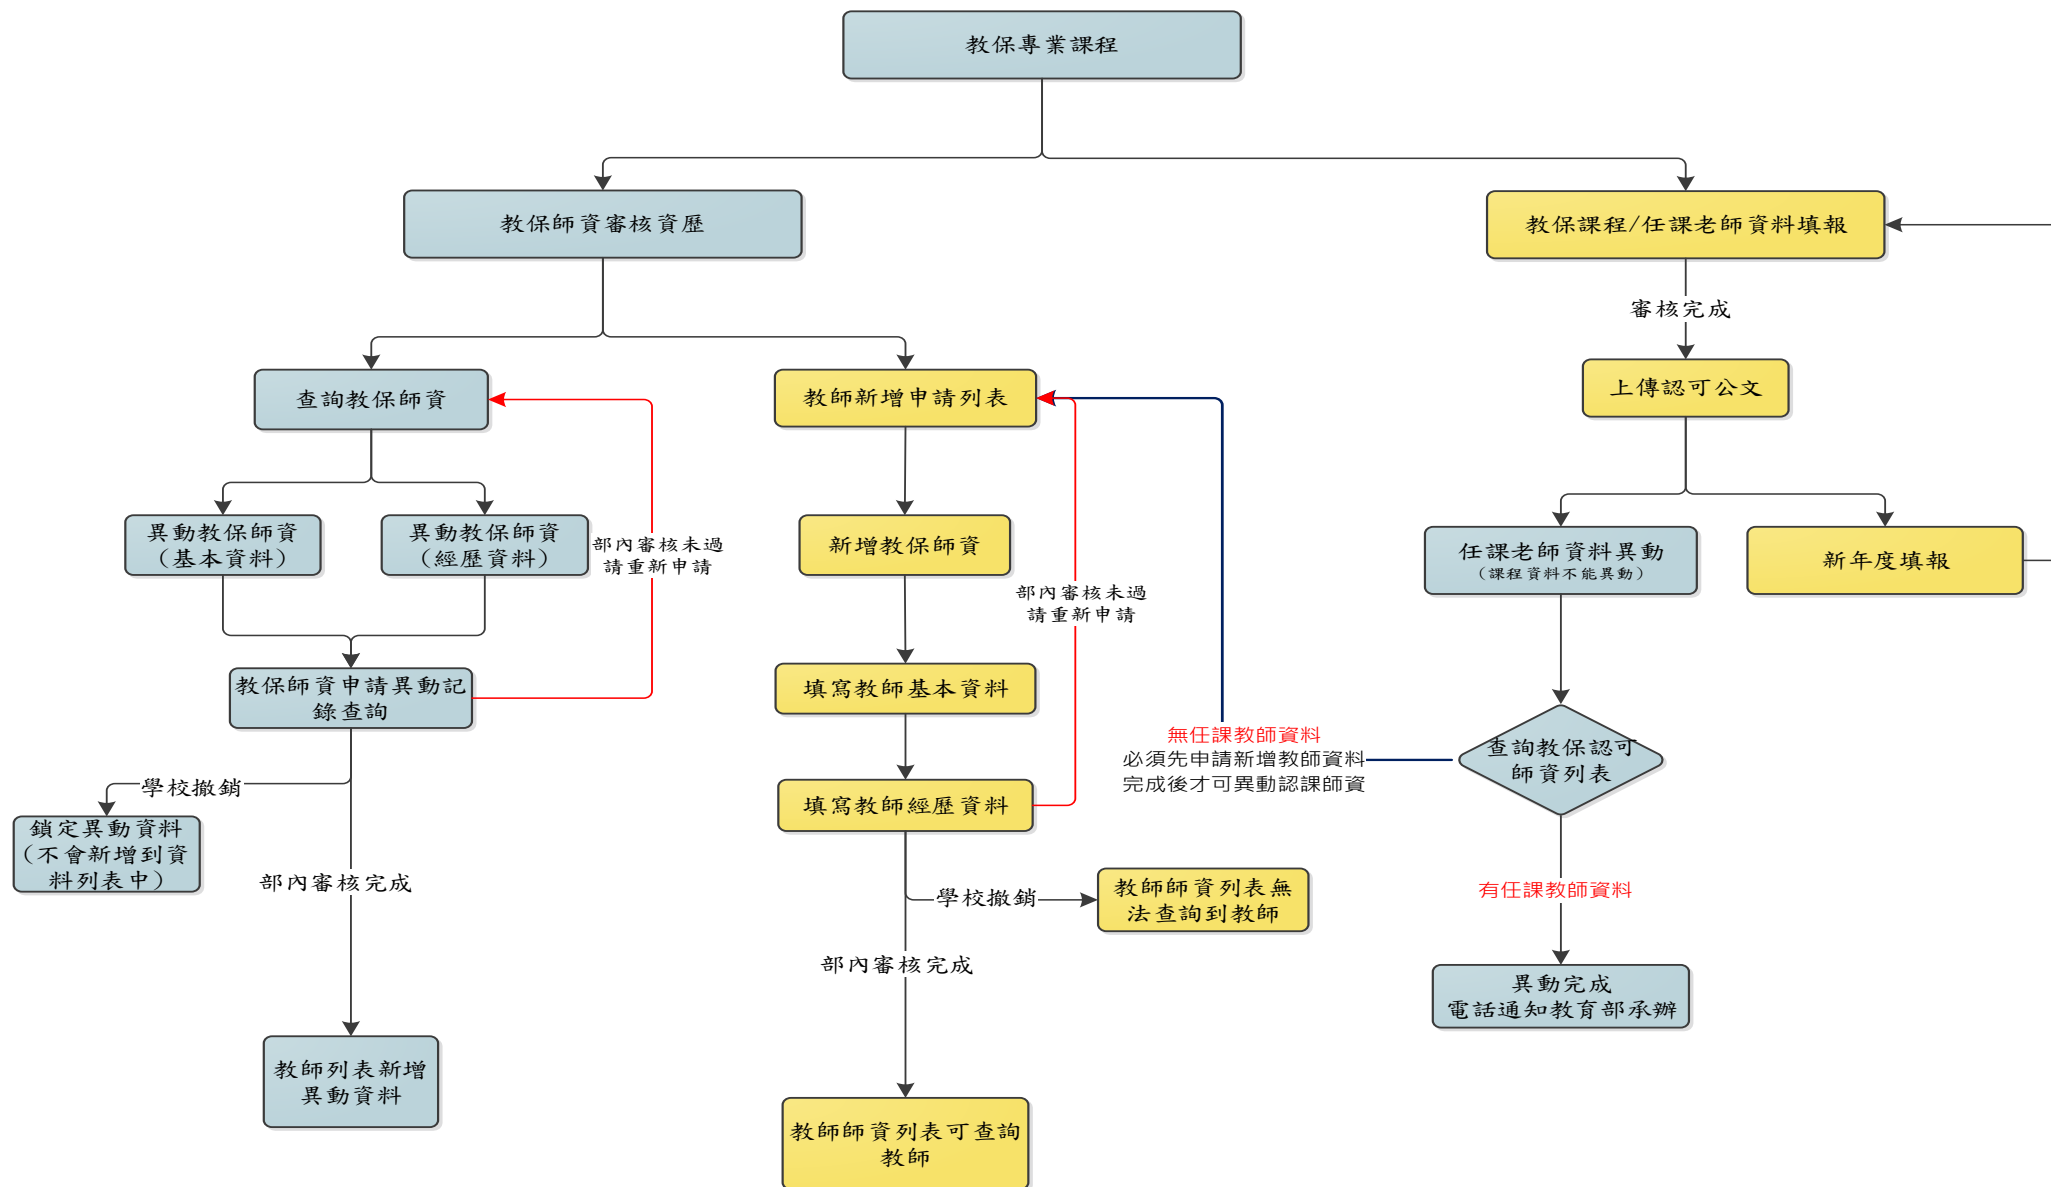 教保專業課程
教保師資審核資歷
教保課程/任課老師資料填報
審核完成
查詢教保師資
教師新增申請列表
上傳認可公文
異動教保師資
（基本資料）
異動教保師資
（經歷資料）
部內審核未過
請重新申請
新增教保師資
部內審核未過
請重新申請
任課老師資料異動
（課程資料不能異動）
新年度填報
教保師資申請異動記
錄查詢
填寫教師基本資料
無任課教師資料
必須先申請新增教師資料
完成後才可異動認課師資
查詢教保認可
師資列表
學校撤銷
填寫教師經歷資料
鎖定異動資料
（不會新增到資
料列表中）
部內審核完成
學校撤銷
教師師資列表無
法查詢到教師
有任課教師資料
部內審核完成
異動完成
電話通知教育部承辦
教師列表新增
異動資料
教師師資列表可查詢
教師